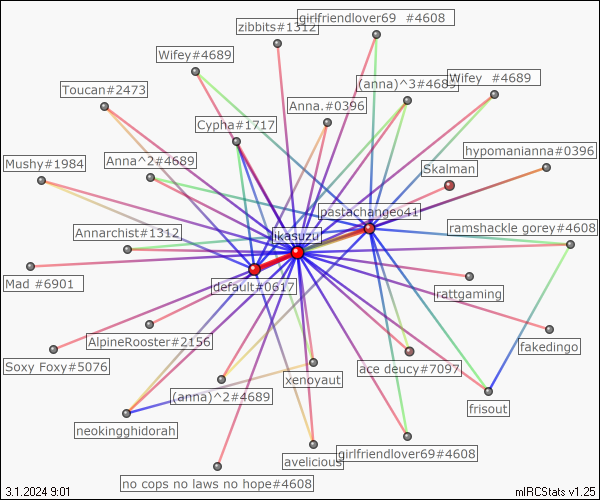 girlfriendlover69 #4608
zibbits#1312
Wifey#4689
(anna)^3#4689
Wifey #4689
Toucan#2473
Anna.#0396
Cypha#1717
hypomanianna#0396
Mushy#1984
Anna^2#4689
Skalman
pastachangeo41
Annarchist#1312
ikasuzu
ramshackle gorey#4608
Mad #6901
default#0617
rattgaming
AlpineRooster#2156
fakedingo
Soxy Foxy#5076
xenoyaut
ace deucy#7097
(anna)^2#4689
frisout
neokingghidorah
avelicious
girlfriendlover69#4608
no cops no laws no hope#4608
3.1.2024 9:01
mIRCStats v1.25